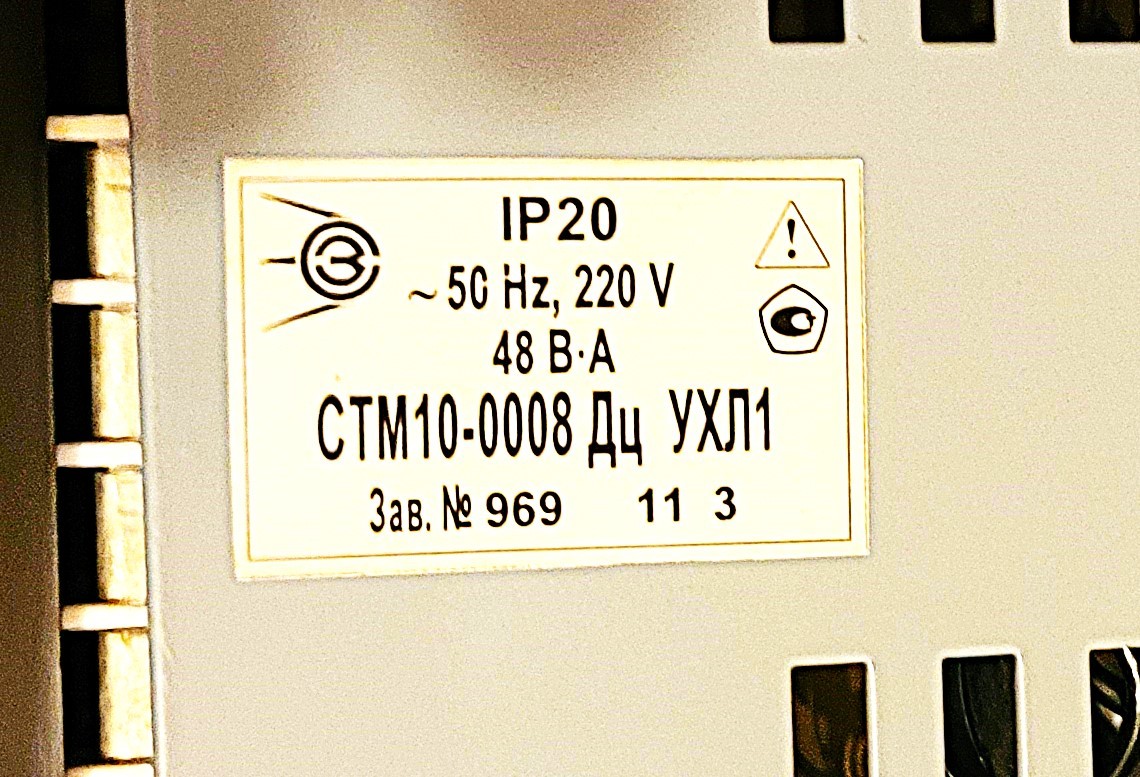 IP20
~ 50 Hz, 220 V
48 В·А
СТМ10-0008 Дц УХЛ1
Зав. № 969 11 3